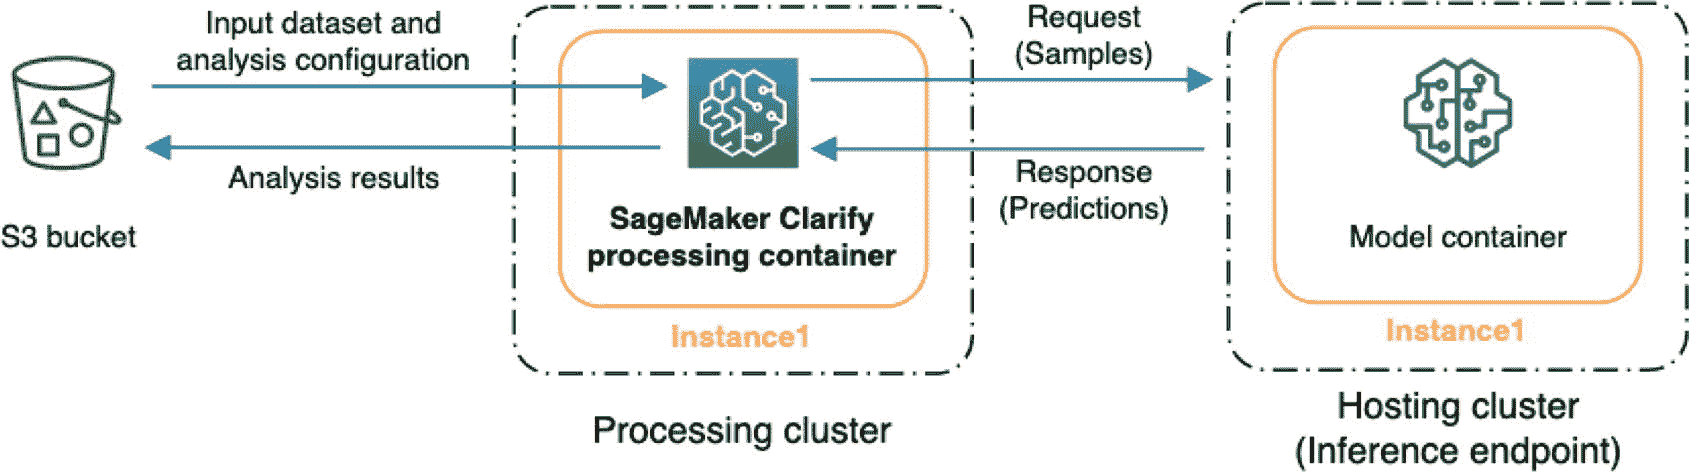 Input dataset and
analysis configuration
Analysis results
S3 bucket
SageMaker Clarify
processing container
Instance1
Processing cluster
Request
(Samples)
Response
(Predictions)
Model container
Instance1
Hosting cluster
(Inference endpoint)